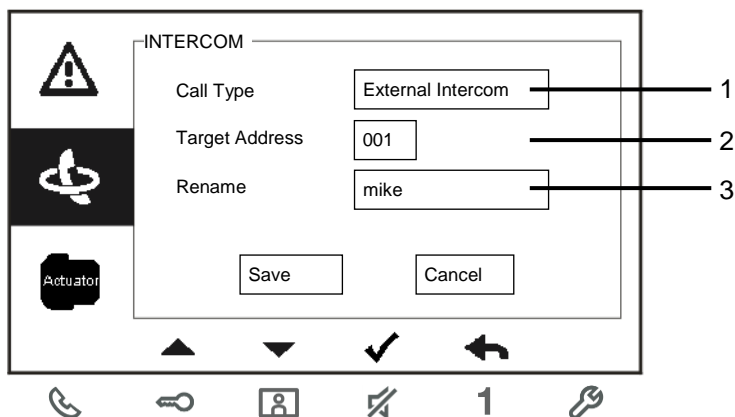 INTERCOM
Call Type External Intercom 1
Target Address 001 2
Rename mike 3
Actuator
Save Cancel
1